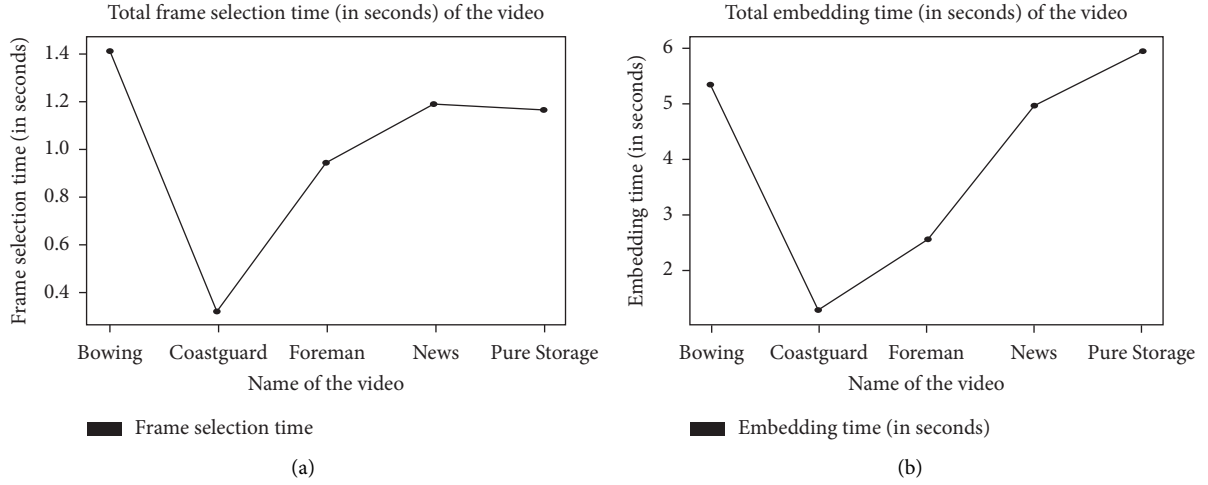 Total frame selection time (in seconds) of the video
Frame selection time (in seconds)
1.4
1.2
1.0
0.8
0.6
0.4
Bowing Coastguard Foreman News Pure Storage
Name of the video
Frame selection time
(a)
Total embedding time (in seconds) of the video
Embedding time (in seconds)
6
5
4
3
2
Bowing Coastguard Foreman News Pure Storage
Name of the video
Embedding time (in seconds)
(b)